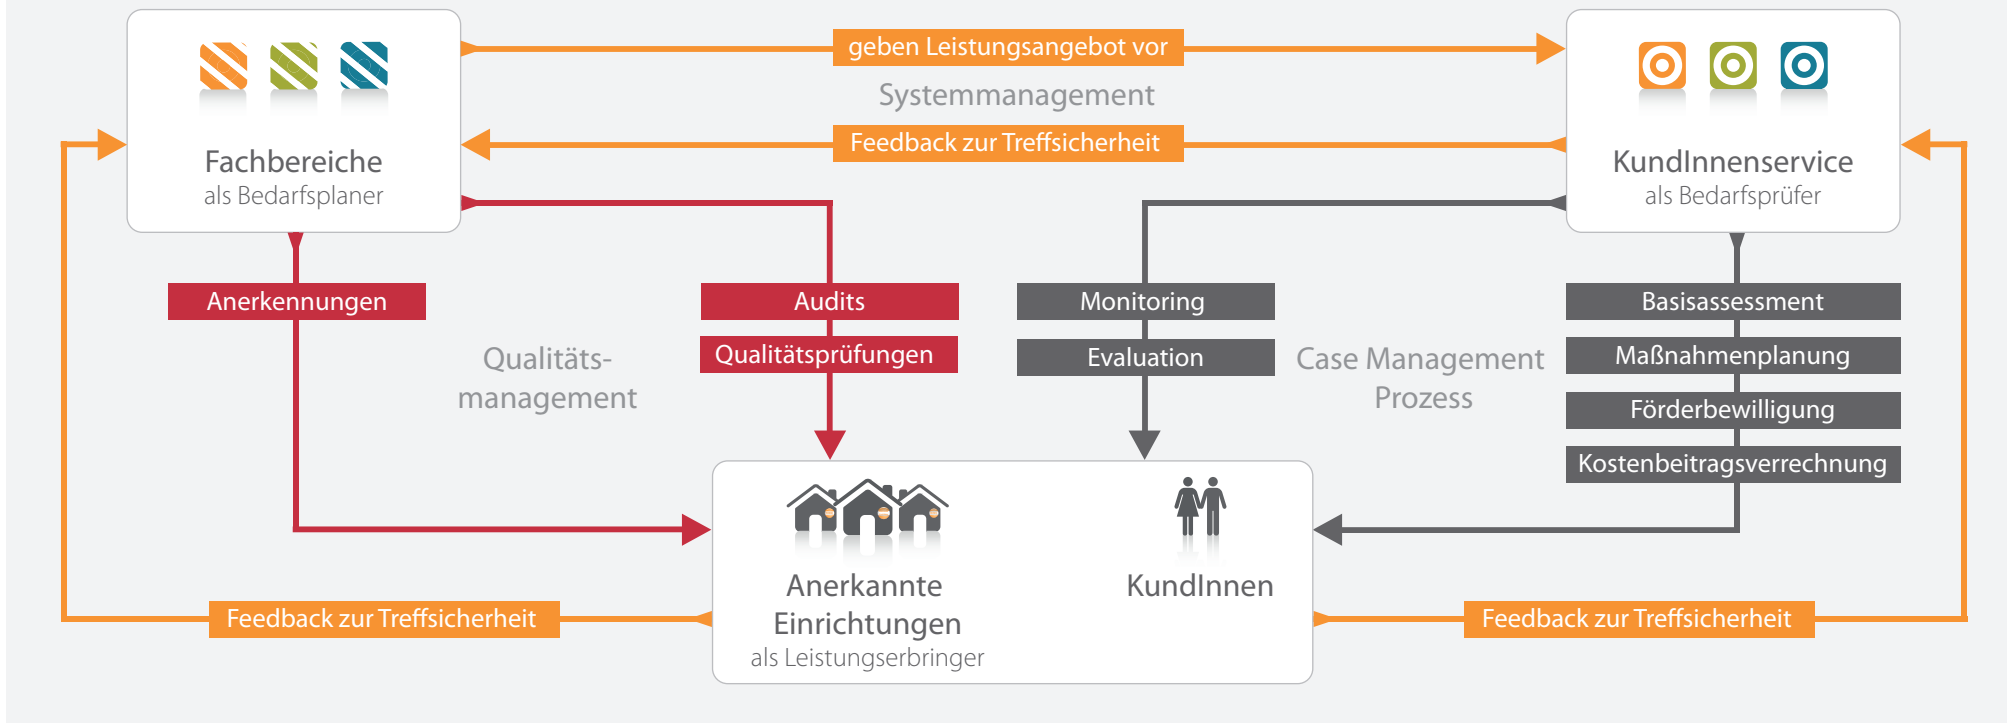 geben Leistungsangebot vor
Systemmanagement
Feedback zur Treffsicherheit
Fachbereiche
als Bedarfsplaner
KundInnenservice
als Bedarfsprüfer
Anerkennungen
Audits
Qualitätsprüfungen
Qualitäts-
management
Monitoring
Evaluation
Case Management
Prozess
Basisassessment
Maßnahmenplanung
Förderbewilligung
Kostenbeitragsverrechnung
Anerkannte
Einrichtungen
als Leistungserbringer
KundInnen
Feedback zur Treffsicherheit
Feedback zur Treffsicherheit